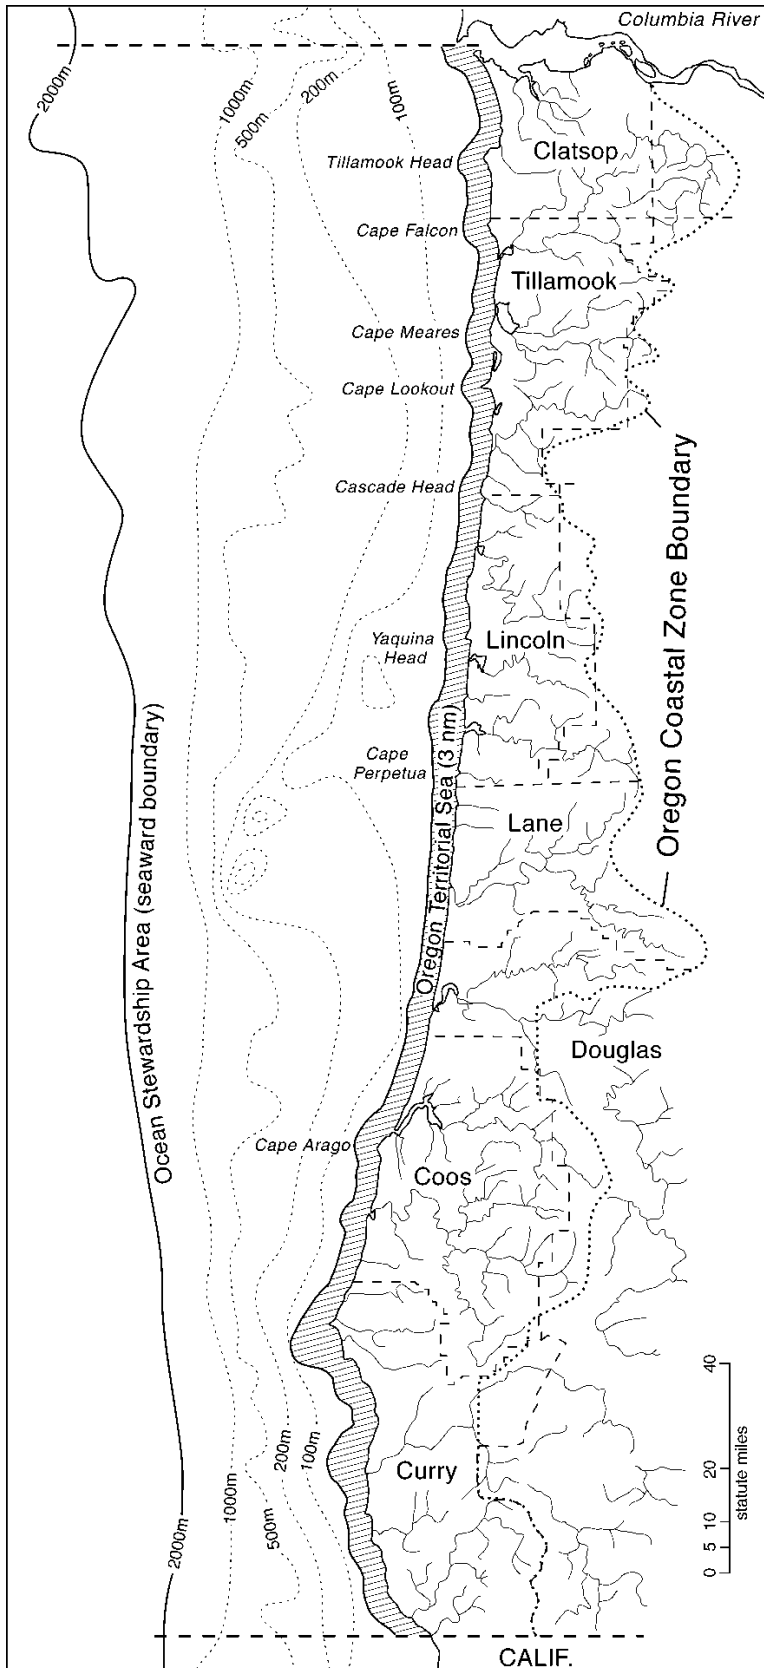 Columbia River
2000m
1000m
500m
200m
100m
Clatsop
Tillamook Head
Cape Falcon
Tillamook
Cape Meares
Cape Lookout
Cascade Head
Oregon Coastal Zone Boundary
Yaquina
Head
Lincoln
Ocean Stewardship Area (seaward boundary)
Oregon Territorial Sea (3 nm)
Cape
Perpetua
Lane
Douglas
Cape Arago
Coos
40
20
10
5
0
statute miles
Curry
200m
100m
1000m
500m
2000m
CALIF.